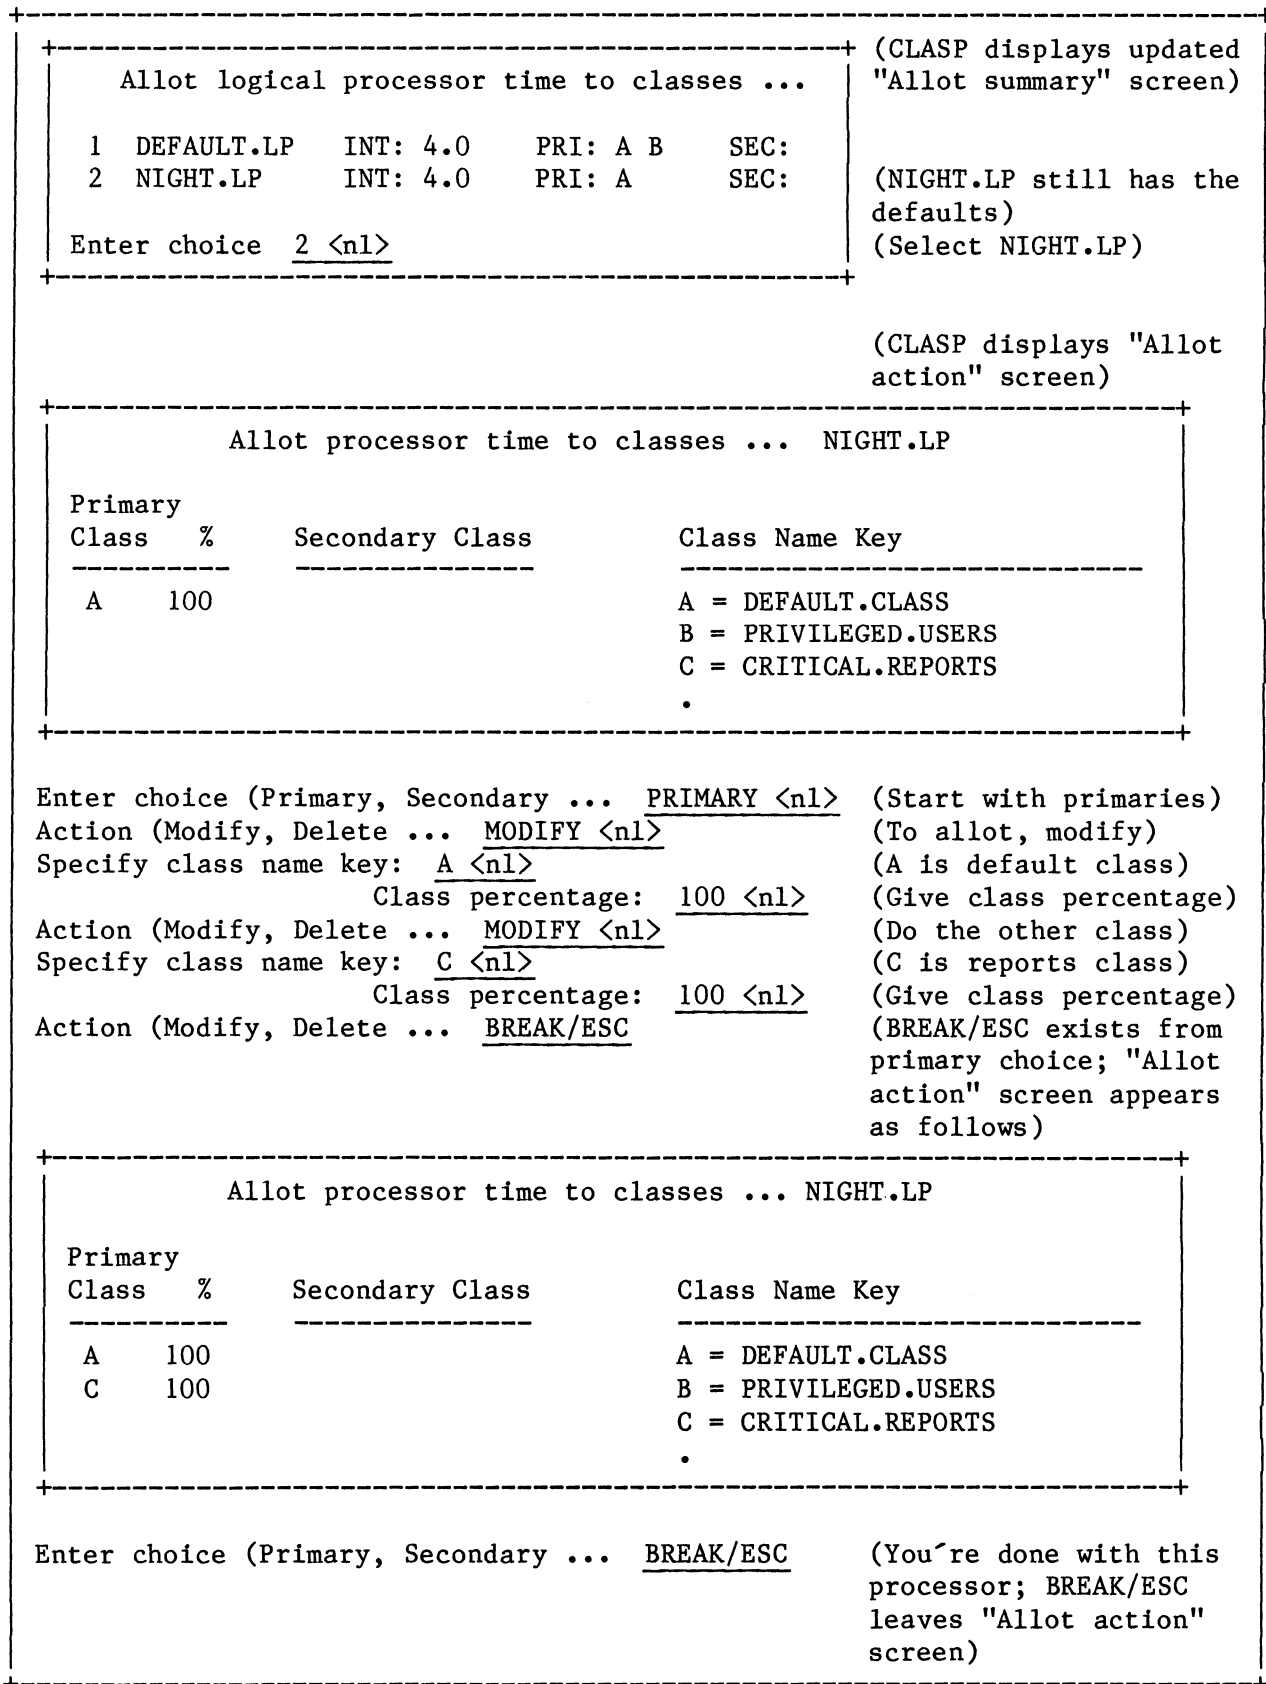 (CLASP displays updated
Allot logical processor time to classes ... "Allot summary" screen)
1 DEFAULT.LP INT: 4.0 PRI: A B SEC:
2 NIGHT.LP INT: 4.0 PRI: A SEC: (NIGHT.LP still has the
defaults)
Enter choice 2 <nl> (Select NIGHT.LP)
(CLASP displays "Allot
action" screen)
Allot processor time to classes ... NIGHT.LP
Primary
Class % Secondary Class Class Name Key
A 100 A = DEFAULT.CLASS
B = PRIVILEGED.USERS
C = CRITICAL.REPORTS
.
Enter choice (Primary, Secondary ... PRIMARY <nl> (Start with primaries)
Action (Modify, Delete ... MODIFY <nl> (To allot, modify)
Specify class name key: A <nl> (A is default class)
Class percentage: 100 <nl> (Give class percentage)
Action (Modify, Delete ... MODIFY <nl> (Do the other class)
Specify class name key: C <nl> (C is reports class)
Class percentage: 100 <nl> (Give class percentage)
Action (Modify, Delete ... BREAK/ESC (BREAK/ESC exists from
primary choice; "Allot
action" screen appears
as follows)
Allot processor time to classes ... NIGHT.LP
Primary
Class % Secondary Class Class Name Key
A 100 A = DEFAULT.CLASS
C 100 B = PRIVILEGED.USERS
C = CRITICAL.REPORTS
.
Enter choice (Primary, Secondary ... BREAK/ESC (You´re done with this
processor; BREAK/ESC
leaves "Allot action"
screen)